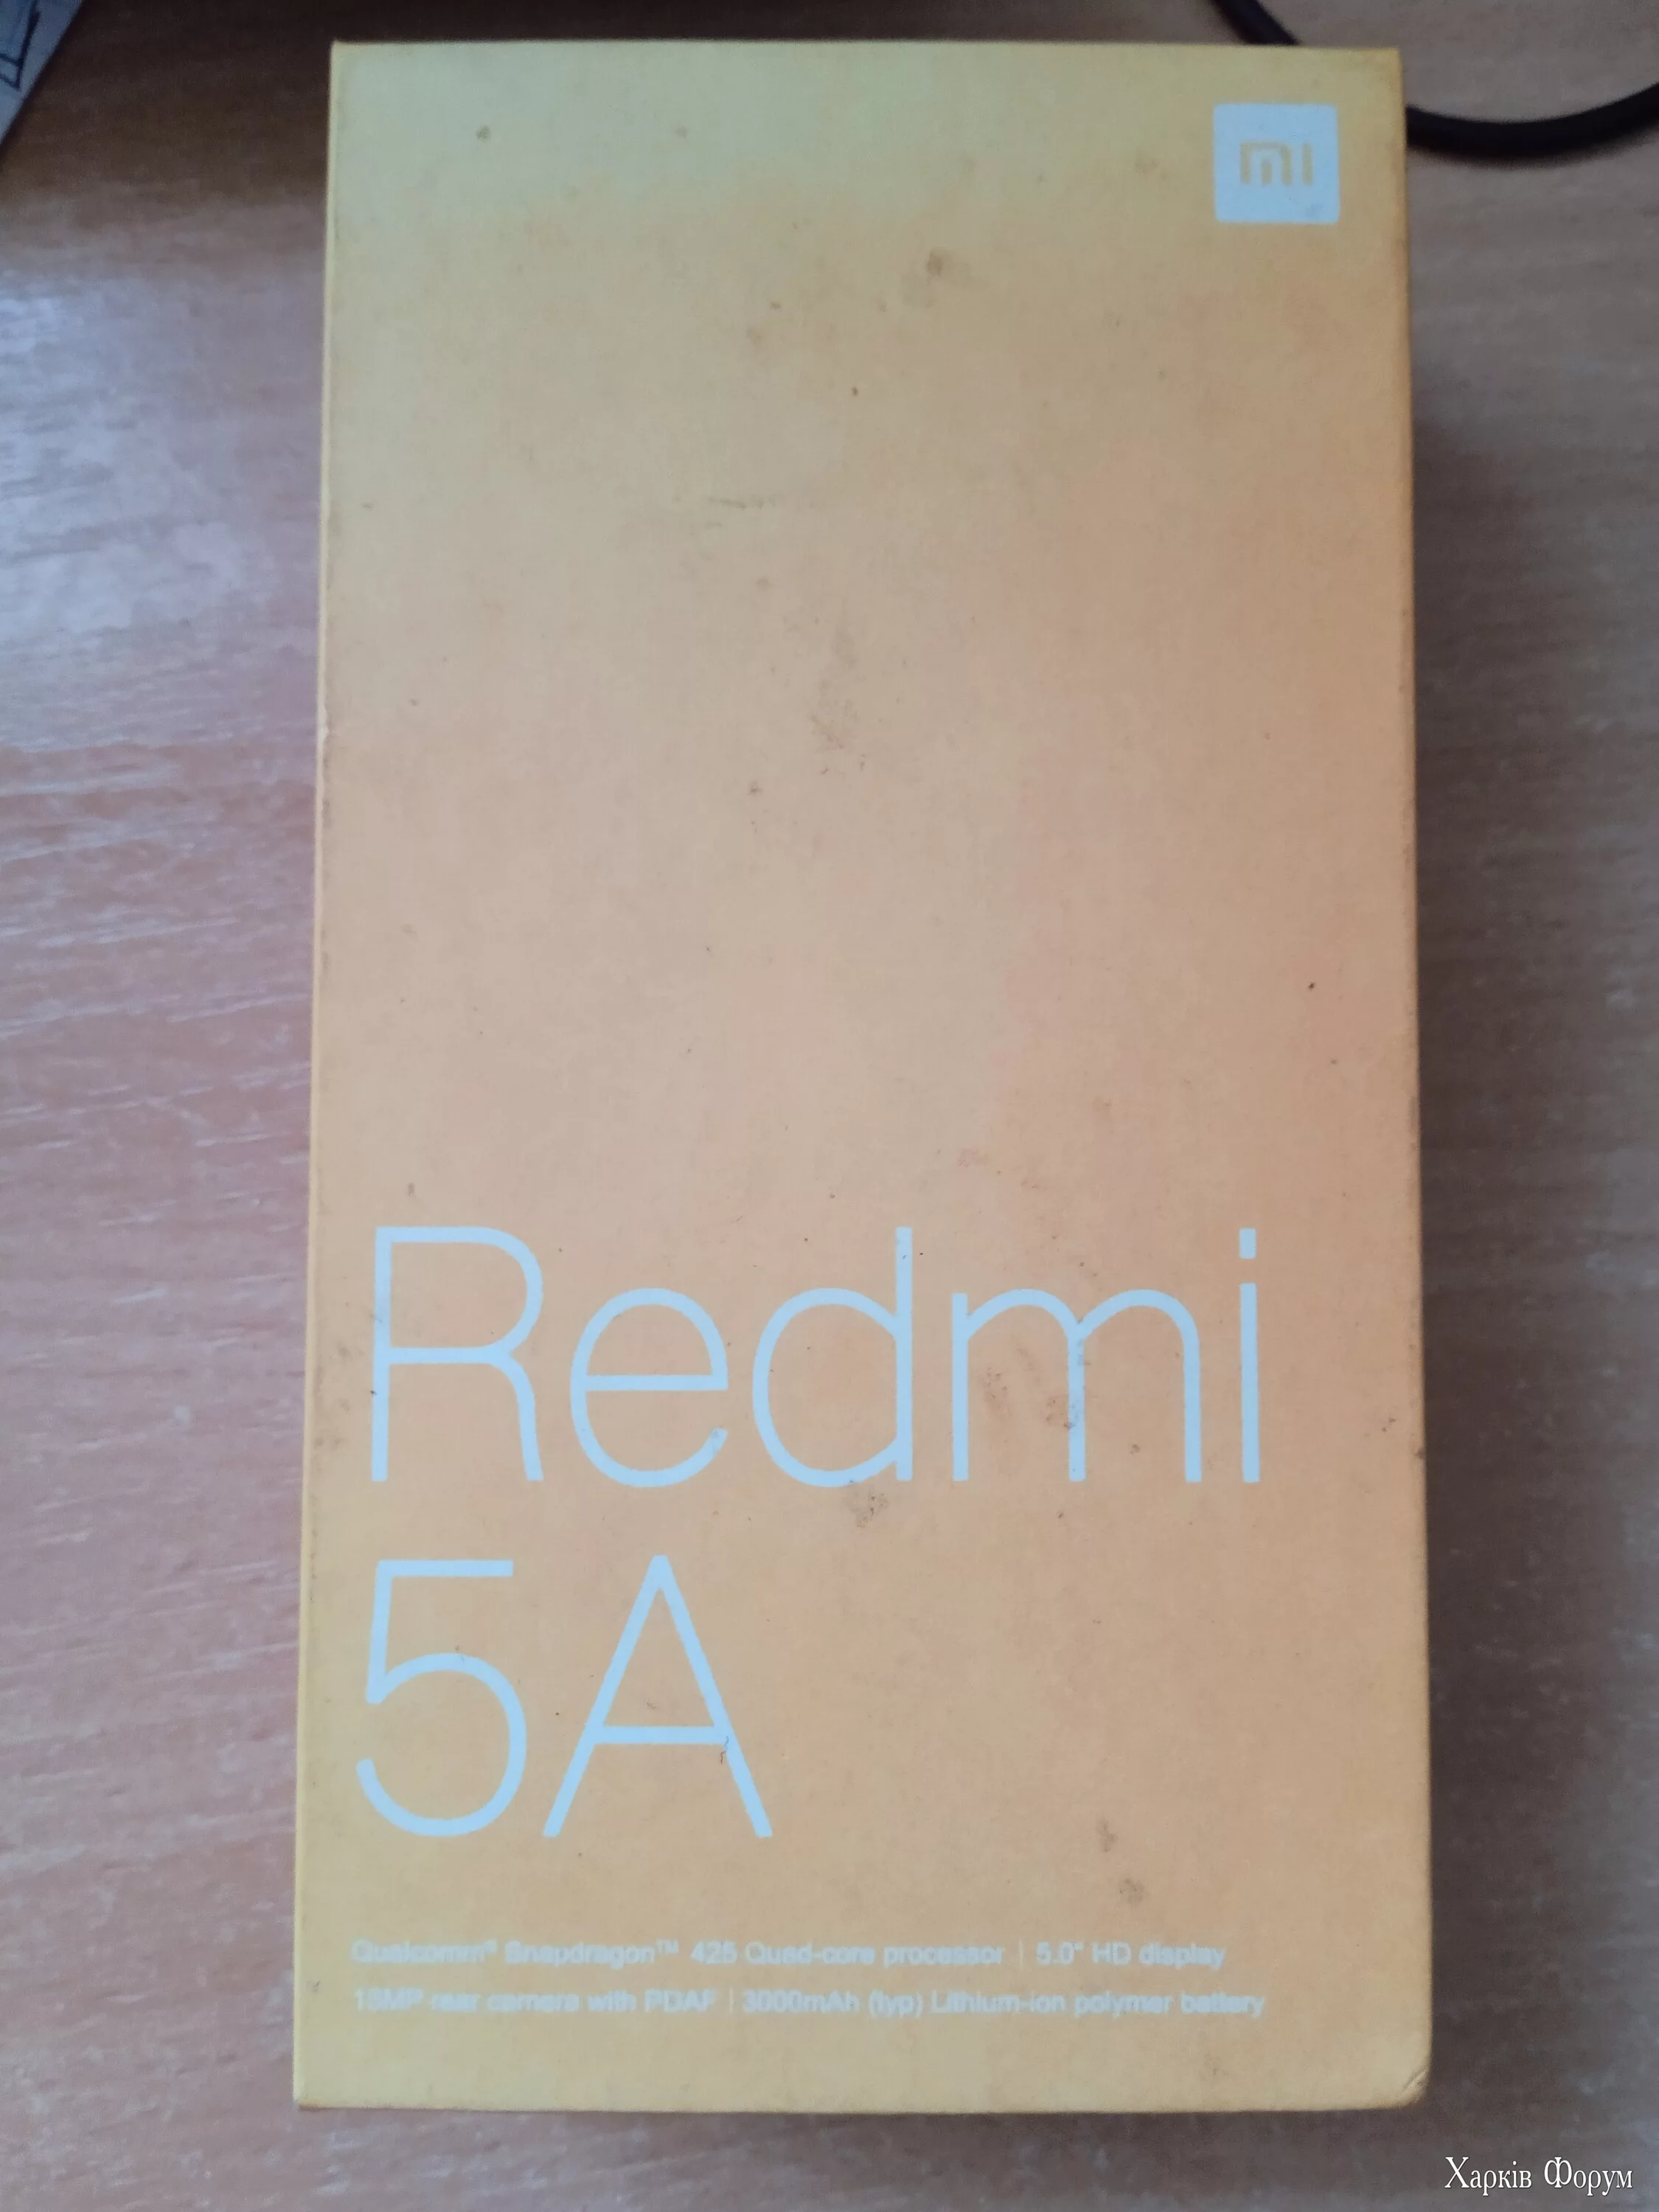 mi
Redmi
5A
Qualcomm® Snapdragon™ 425 Quad-core processor | 5.0" HD display
13MP rear camera with PDAF | 3000mAh (typ) Lithium-ion polymer battery
Харків Форум